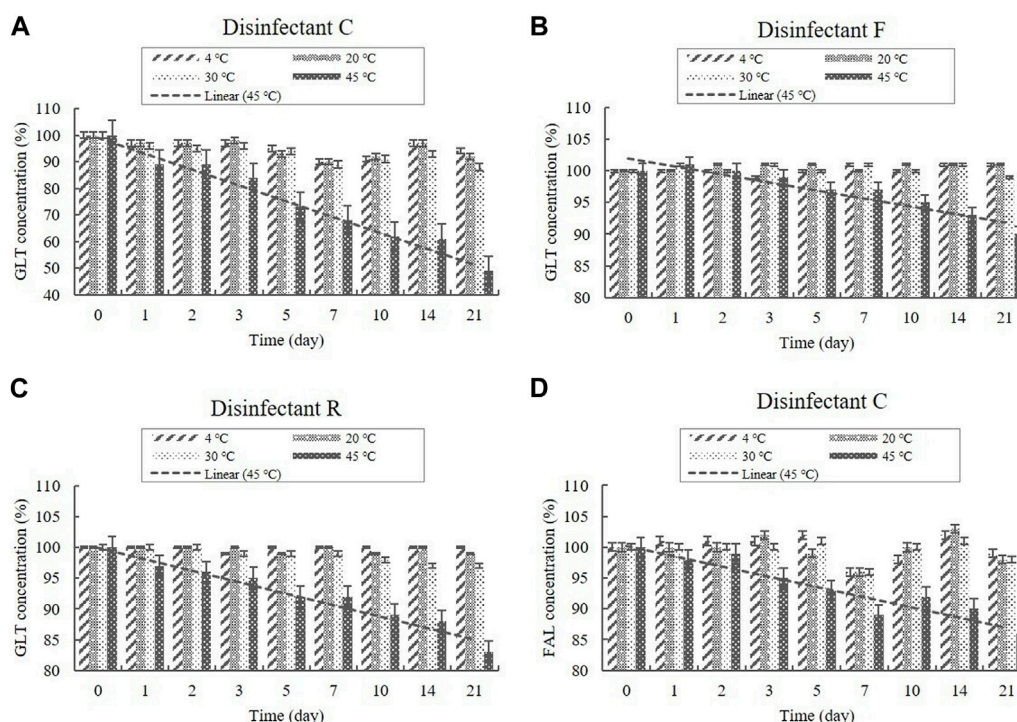 A
Disinfectant C
4 °C 20 °C
30 °C 45 °C
Linear (45 °C)
GLT concentration (%)
110
100
90
80
70
60
50
40
0 1 2 3 5 7 10 14 21
Time (day)
B
Disinfectant F
4 °C 20 °C
30 °C 45 °C
Linear (45 °C)
GLT concentration (%)
110
105
100
95
90
85
80
0 1 2 3 5 7 10 14 21
Time (day)
C
Disinfectant R
4 °C 20 °C
30 °C 45 °C
Linear (45 °C)
GLT concentration (%)
110
105
100
95
90
85
80
0 1 2 3 5 7 10 14 21
Time (day)
D
Disinfectant C
4 °C 20 °C
30 °C 45 °C
Linear (45 °C)
FAL concentration (%)
110
105
100
95
90
85
80
0 1 2 3 5 7 10 14 21
Time (day)